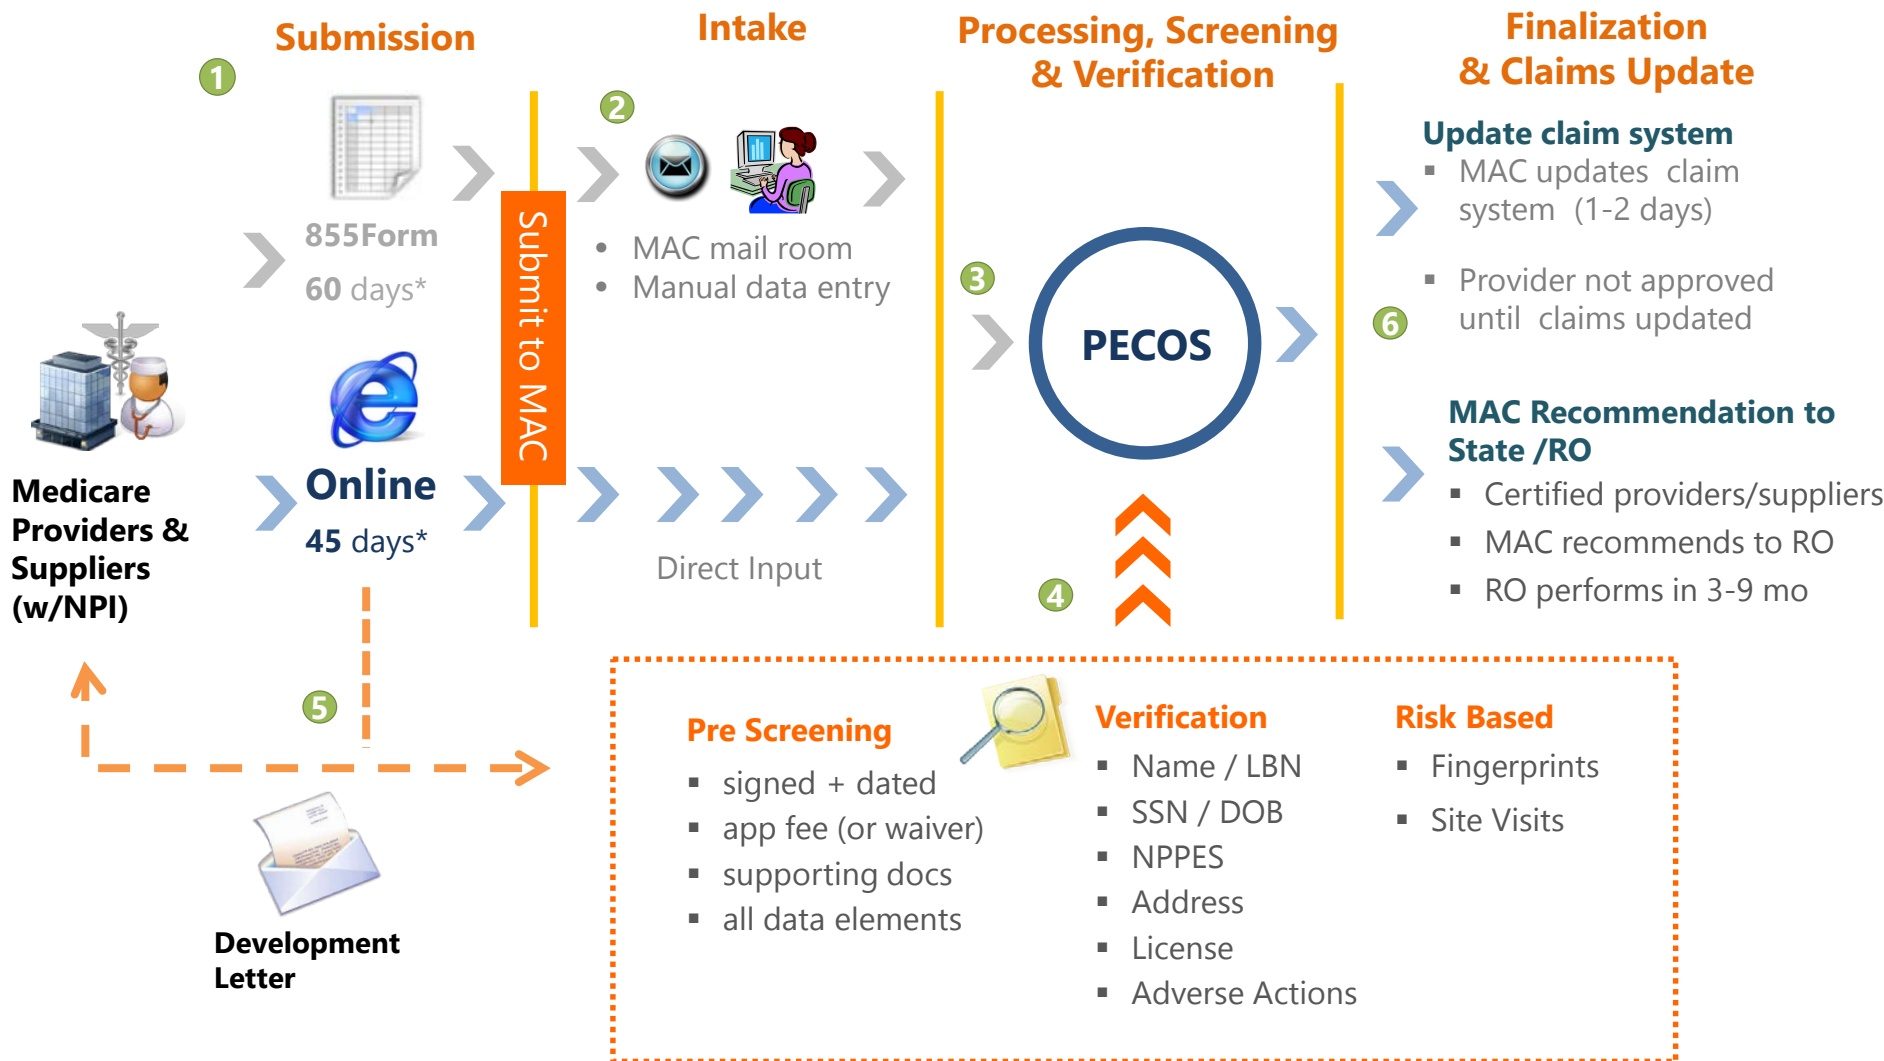 Submission
1
855Form
60 days*
Medicare
Providers &
Suppliers
(w/NPI)
Online
45 days*
5
Development
Letter
Submit to MAC
Intake
2
• MAC mail room
• Manual data entry
Direct Input
Processing, Screening
& Verification
3
PECOS
4
Pre Screening
▪ signed + dated
▪ app fee (or waiver)
▪ supporting docs
▪ all data elements
Verification
▪ Name / LBN
▪ SSN / DOB
▪ NPPES
▪ Address
▪ License
▪ Adverse Actions
Risk Based
▪ Fingerprints
▪ Site Visits
Finalization
& Claims Update
Update claim system
▪ MAC updates claim
system (1-2 days)
▪ Provider not approved
until claims updated
6
MAC Recommendation to
State /RO
▪ Certified providers/suppliers
▪ MAC recommends to RO
▪ RO performs in 3-9 mo